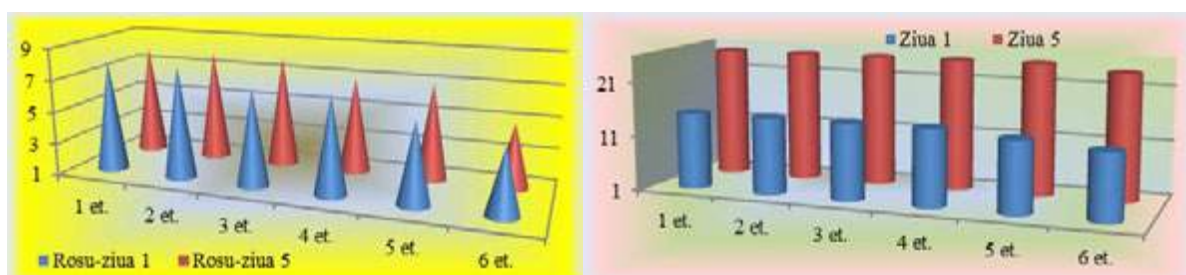 9
7
5
3
1
1 et.
2 et.
3 et.
4 et.
5 et.
6 et.
Rosu-ziua 1 Rosu-ziua 5
Ziua 1 Ziua 5
21
11
1
1 et.
2 et.
3 et.
4 et.
5 et.
6 et.